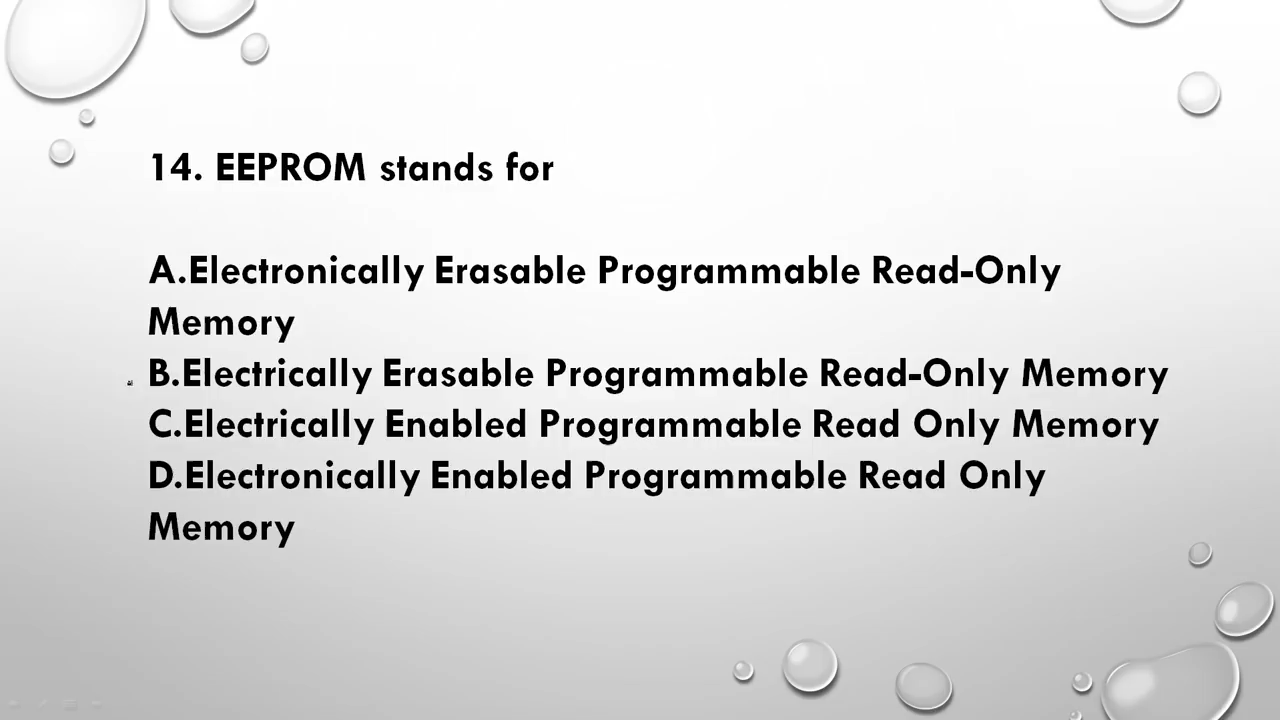 14. EEPROM stands for
A.Electronically Erasable Programmable Read-Only
Memory
B.Electrically Erasable Programmable Read-Only Memory
C.Electrically Enabled Programmable Read Only Memory
D.Electronically Enabled Programmable Read Only
Memory